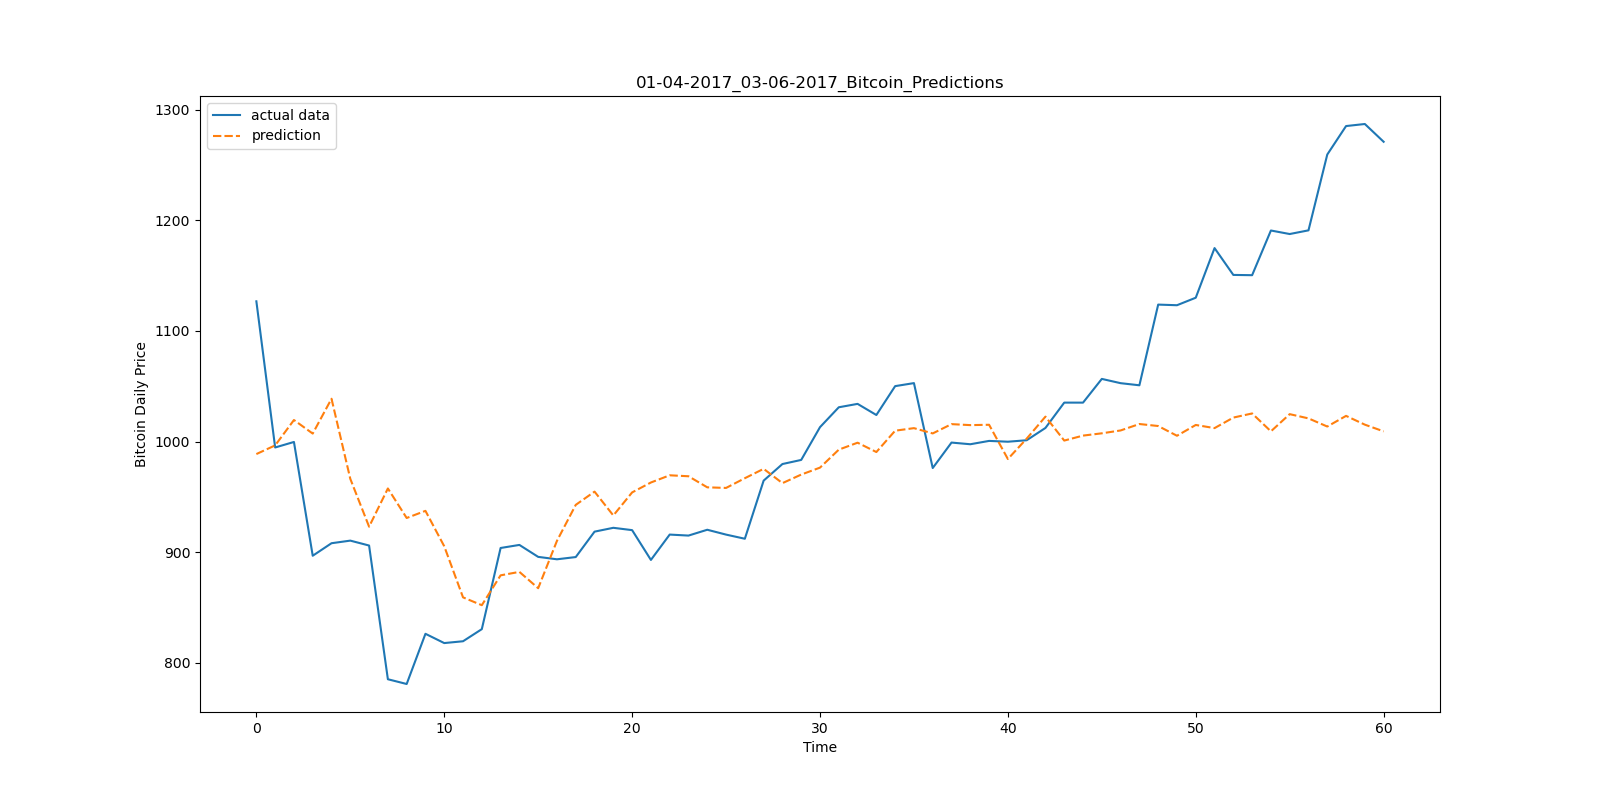 01-04-2017_03-06-2017_Bitcoin_Predictions
actual data
prediction
Bitcoin Daily Price
1300
1200
1100
1000
900
800
0 10 20 30 40 50 60
Time